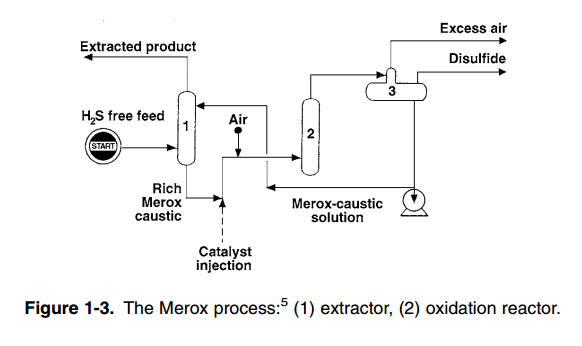 Excess air
Extracted product
Disulfide
3
H₂S free feed
1
Air
2
START
Rich
Merox
caustic
Merox-caustic
solution
Catalyst
injection
Figure 1-3. The Merox process:⁵ (1) extractor, (2) oxidation reactor.